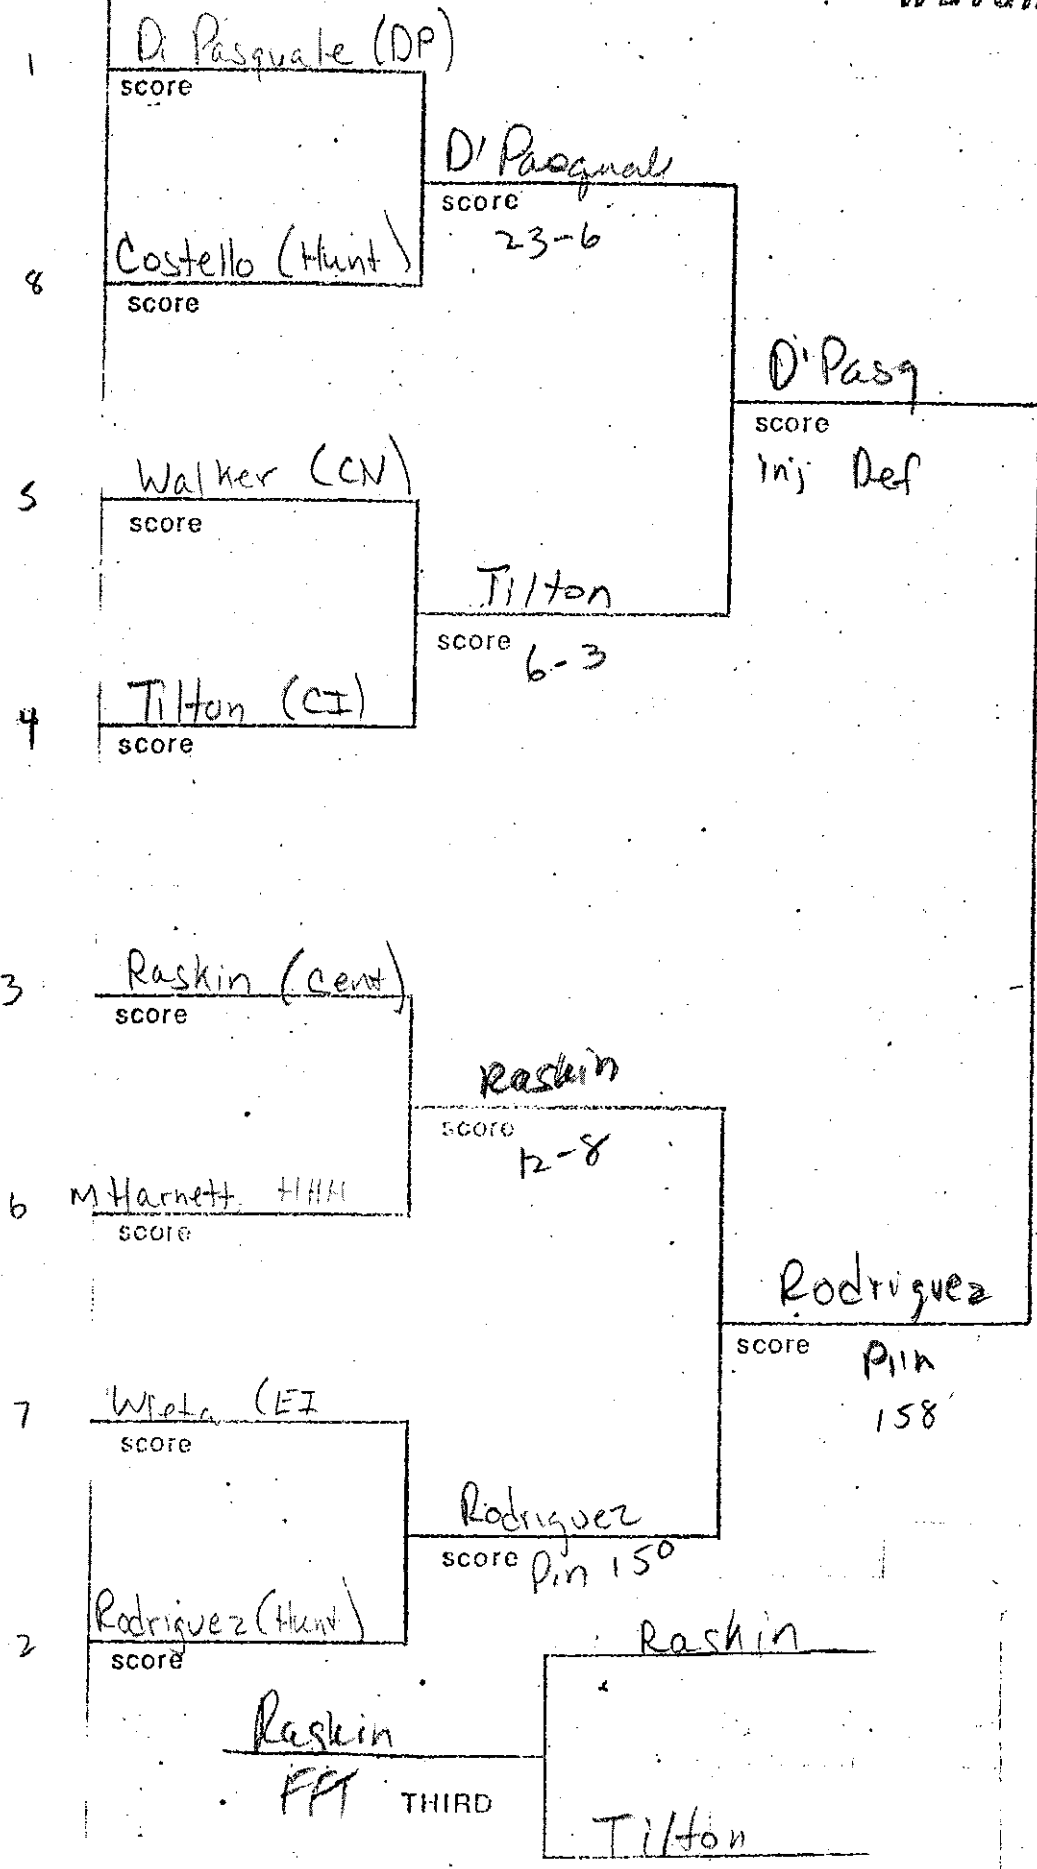 1 Di Pasquale (DP)
score
D'Pasquale
score
23-6
8 Costello (Hunt)
score
D'Pasq
score
inj Def
5 Walker (CN)
score
Tilton
score 6-3
4 Tilton (CI)
score
3 Raskin (Cent)
score
Raskin
score
12-8
6 M Harnett HHH
score
Rodriguez
score Pin
158
7 (EI
score
Rodriguez
score Pin 150
2 Rodriguez (Hunt)
score
Raskin
Raskin
FFT THIRD
Tilton